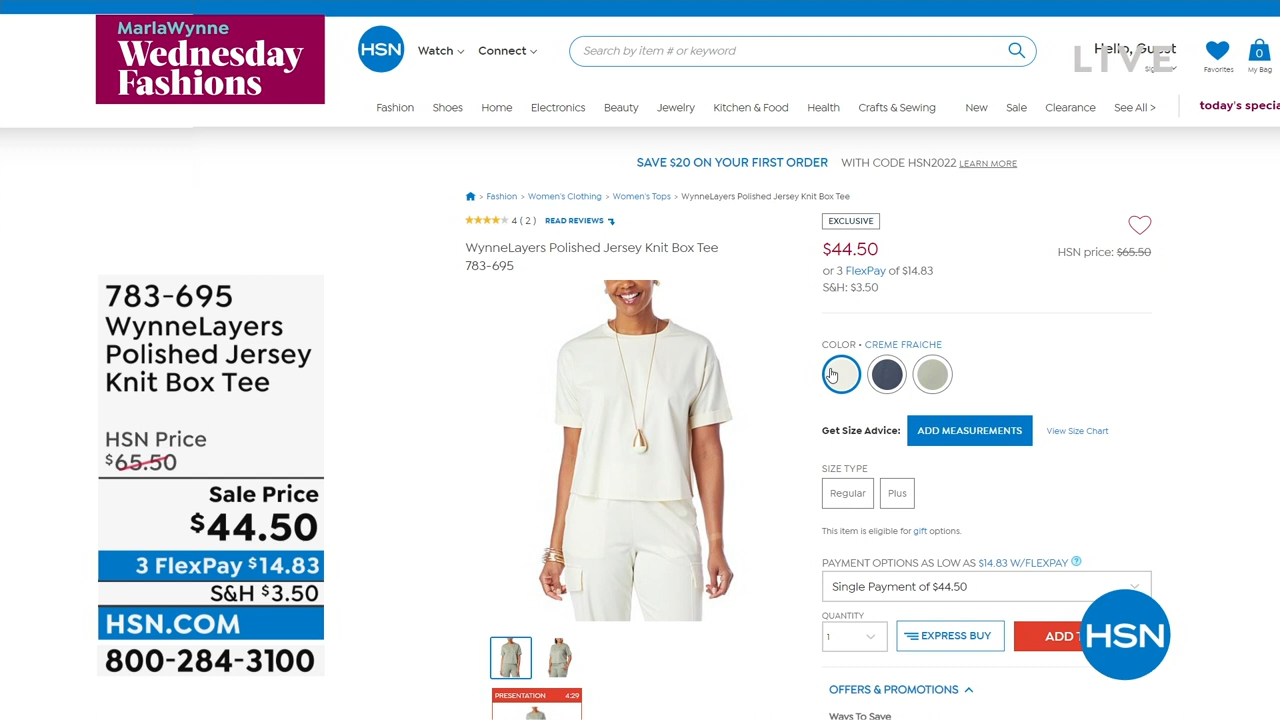 MarlaWynne
Wednesday
Fashions
HSN
Watch
Connect
Search by item # or keyword
Hello, Guest
LIVE
Favorites
0
My Bag
Fashion
Shoes
Home
Electronics
Beauty
Jewelry
Kitchen & Food
Health
Crafts & Sewing
New
Sale
Clearance
See All >
today's specia
SAVE $20 ON YOUR FIRST ORDER WITH CODE HSN2022 LEARN MORE
> Fashion > Women's Clothing > Women's Tops > WynneLayers Polished Jersey Knit Box Tee
4 ( 2 ) READ REVIEWS
WynneLayers Polished Jersey Knit Box Tee
783-695
EXCLUSIVE
$44.50
HSN price: $65.50
or 3 FlexPay of $14.83
S&H: $3.50
COLOR • CREME FRAICHE
Get Size Advice:
ADD MEASUREMENTS
View Size Chart
SIZE TYPE
Regular
Plus
This item is eligible for gift options.
PAYMENT OPTIONS AS LOW AS $14.83 W/FLEXPAY ?
Single Payment of $44.50
QUANTITY
1
EXPRESS BUY
ADD
HSN
OFFERS & PROMOTIONS
Ways To Save
PRESENTATION 4:29
783-695
WynneLayers
Polished Jersey
Knit Box Tee
HSN Price
$65.50
Sale Price
$44.50
3 FlexPay $14.83
S&H $3.50
HSN.COM
800-284-3100